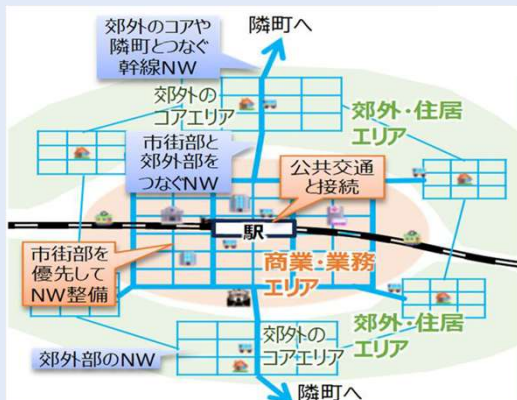 郊外のコアや
隣町とつなぐ
幹線NW
隣町へ
郊外の
コアエリア
郊外・住居
エリア
市街部と
郊外部を
つなぐNW
公共交通
と接続
駅
市街部を
優先して
NW整備
商業・業務
エリア
郊外・住居
エリア
郊外の
コアエリア
郊外部のNW
隣町へ